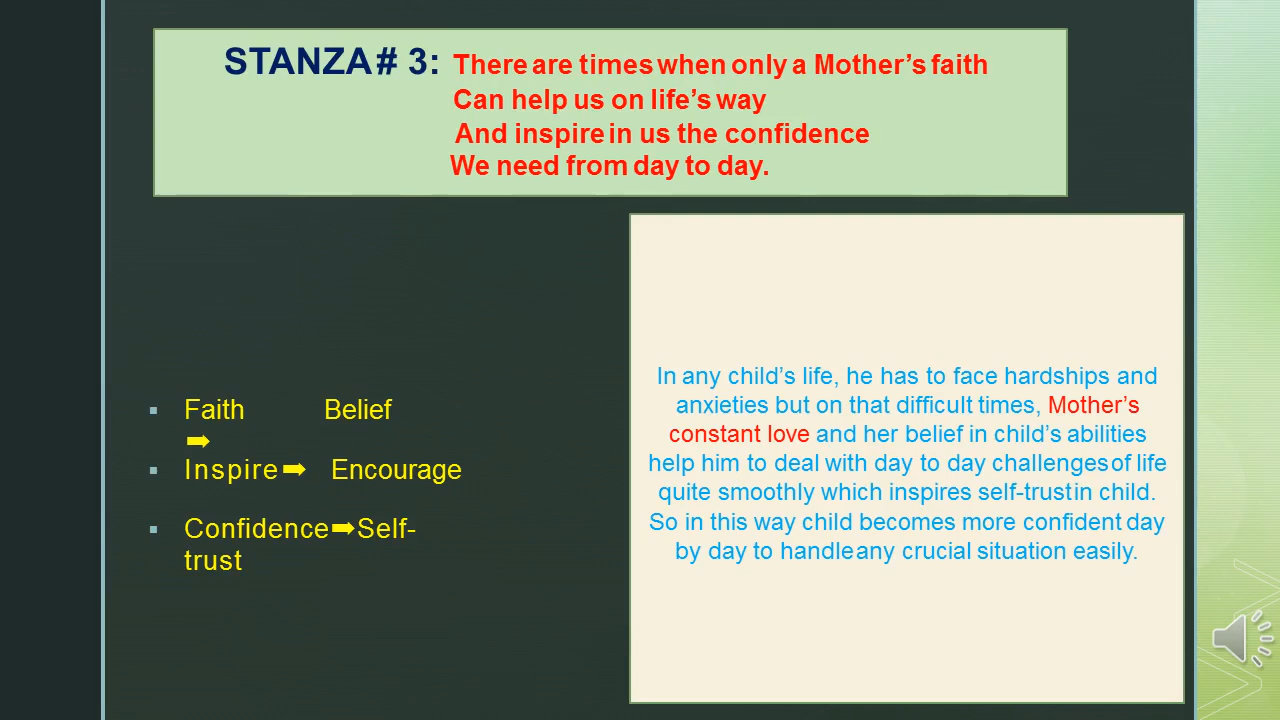 STANZA # 3: There are times when only a Mother’s faith
Can help us on life’s way
And inspire in us the confidence
We need from day to day.
▪ Faith Belief
➡
▪ Inspire ➡ Encourage
▪ Confidence ➡ Self-
trust
In any child’s life, he has to face hardships and
anxieties but on that difficult times, Mother’s
constant love and her belief in child’s abilities
help him to deal with day to day challenges of life
quite smoothly which inspires self-trust in child.
So in this way child becomes more confident day
by day to handle any crucial situation easily.